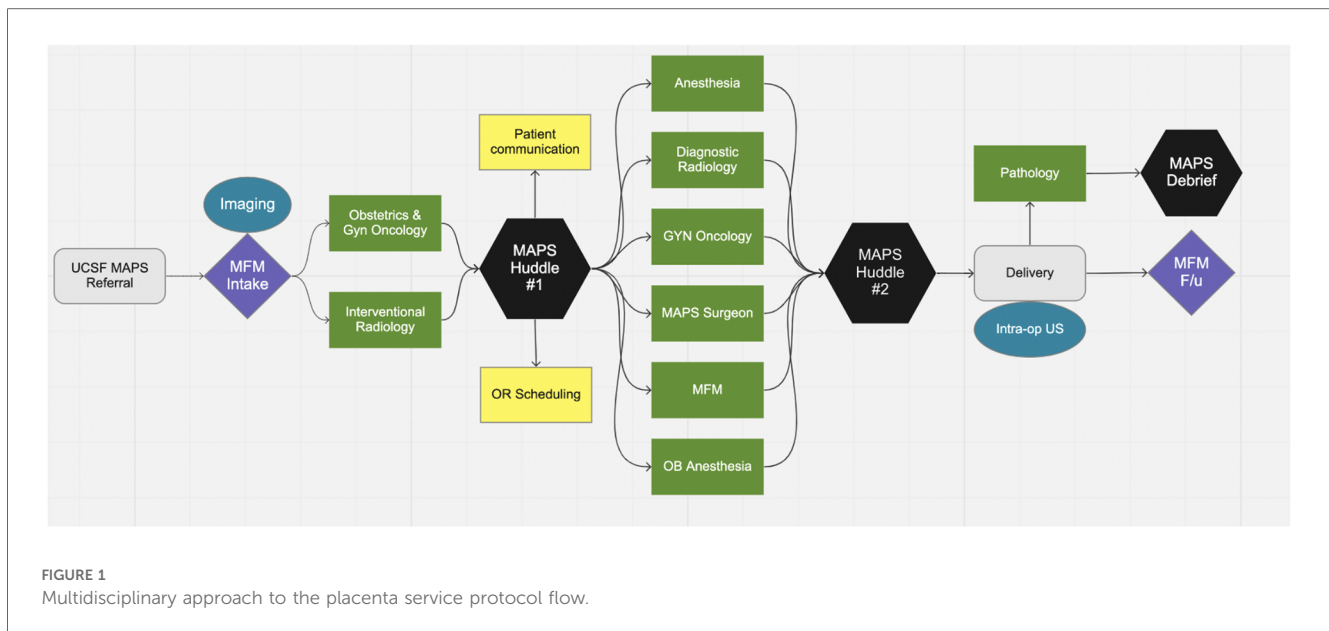 Imaging
UCSF MAPS
Referral
MFM
Intake
Obstetrics &
Gyn Oncology
Interventional
Radiology
Patient
communication
MAPS
Huddle
#1
OR Scheduling
Anesthesia
Diagnostic
Radiology
GYN Oncology
MAPS Surgeon
MFM
OB Anesthesia
MAPS
Huddle
#2
Pathology
MAPS
Debrief
Delivery
Intra-op US
MFM
F/u
FIGURE 1
Multidisciplinary approach to the placenta service protocol flow.